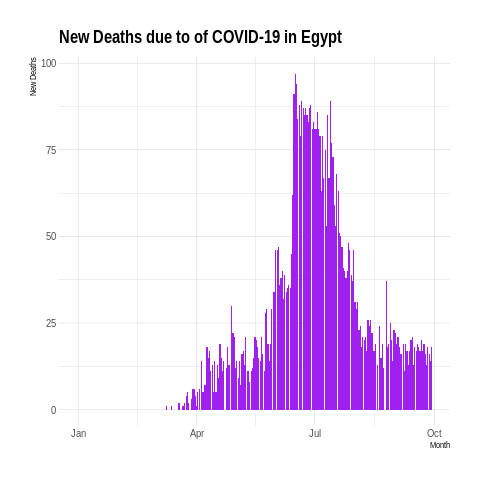 New Deaths due to of COVID-19 in Egypt
New Deaths
100
75
50
25
0
Jan Apr Jul Oct
Month